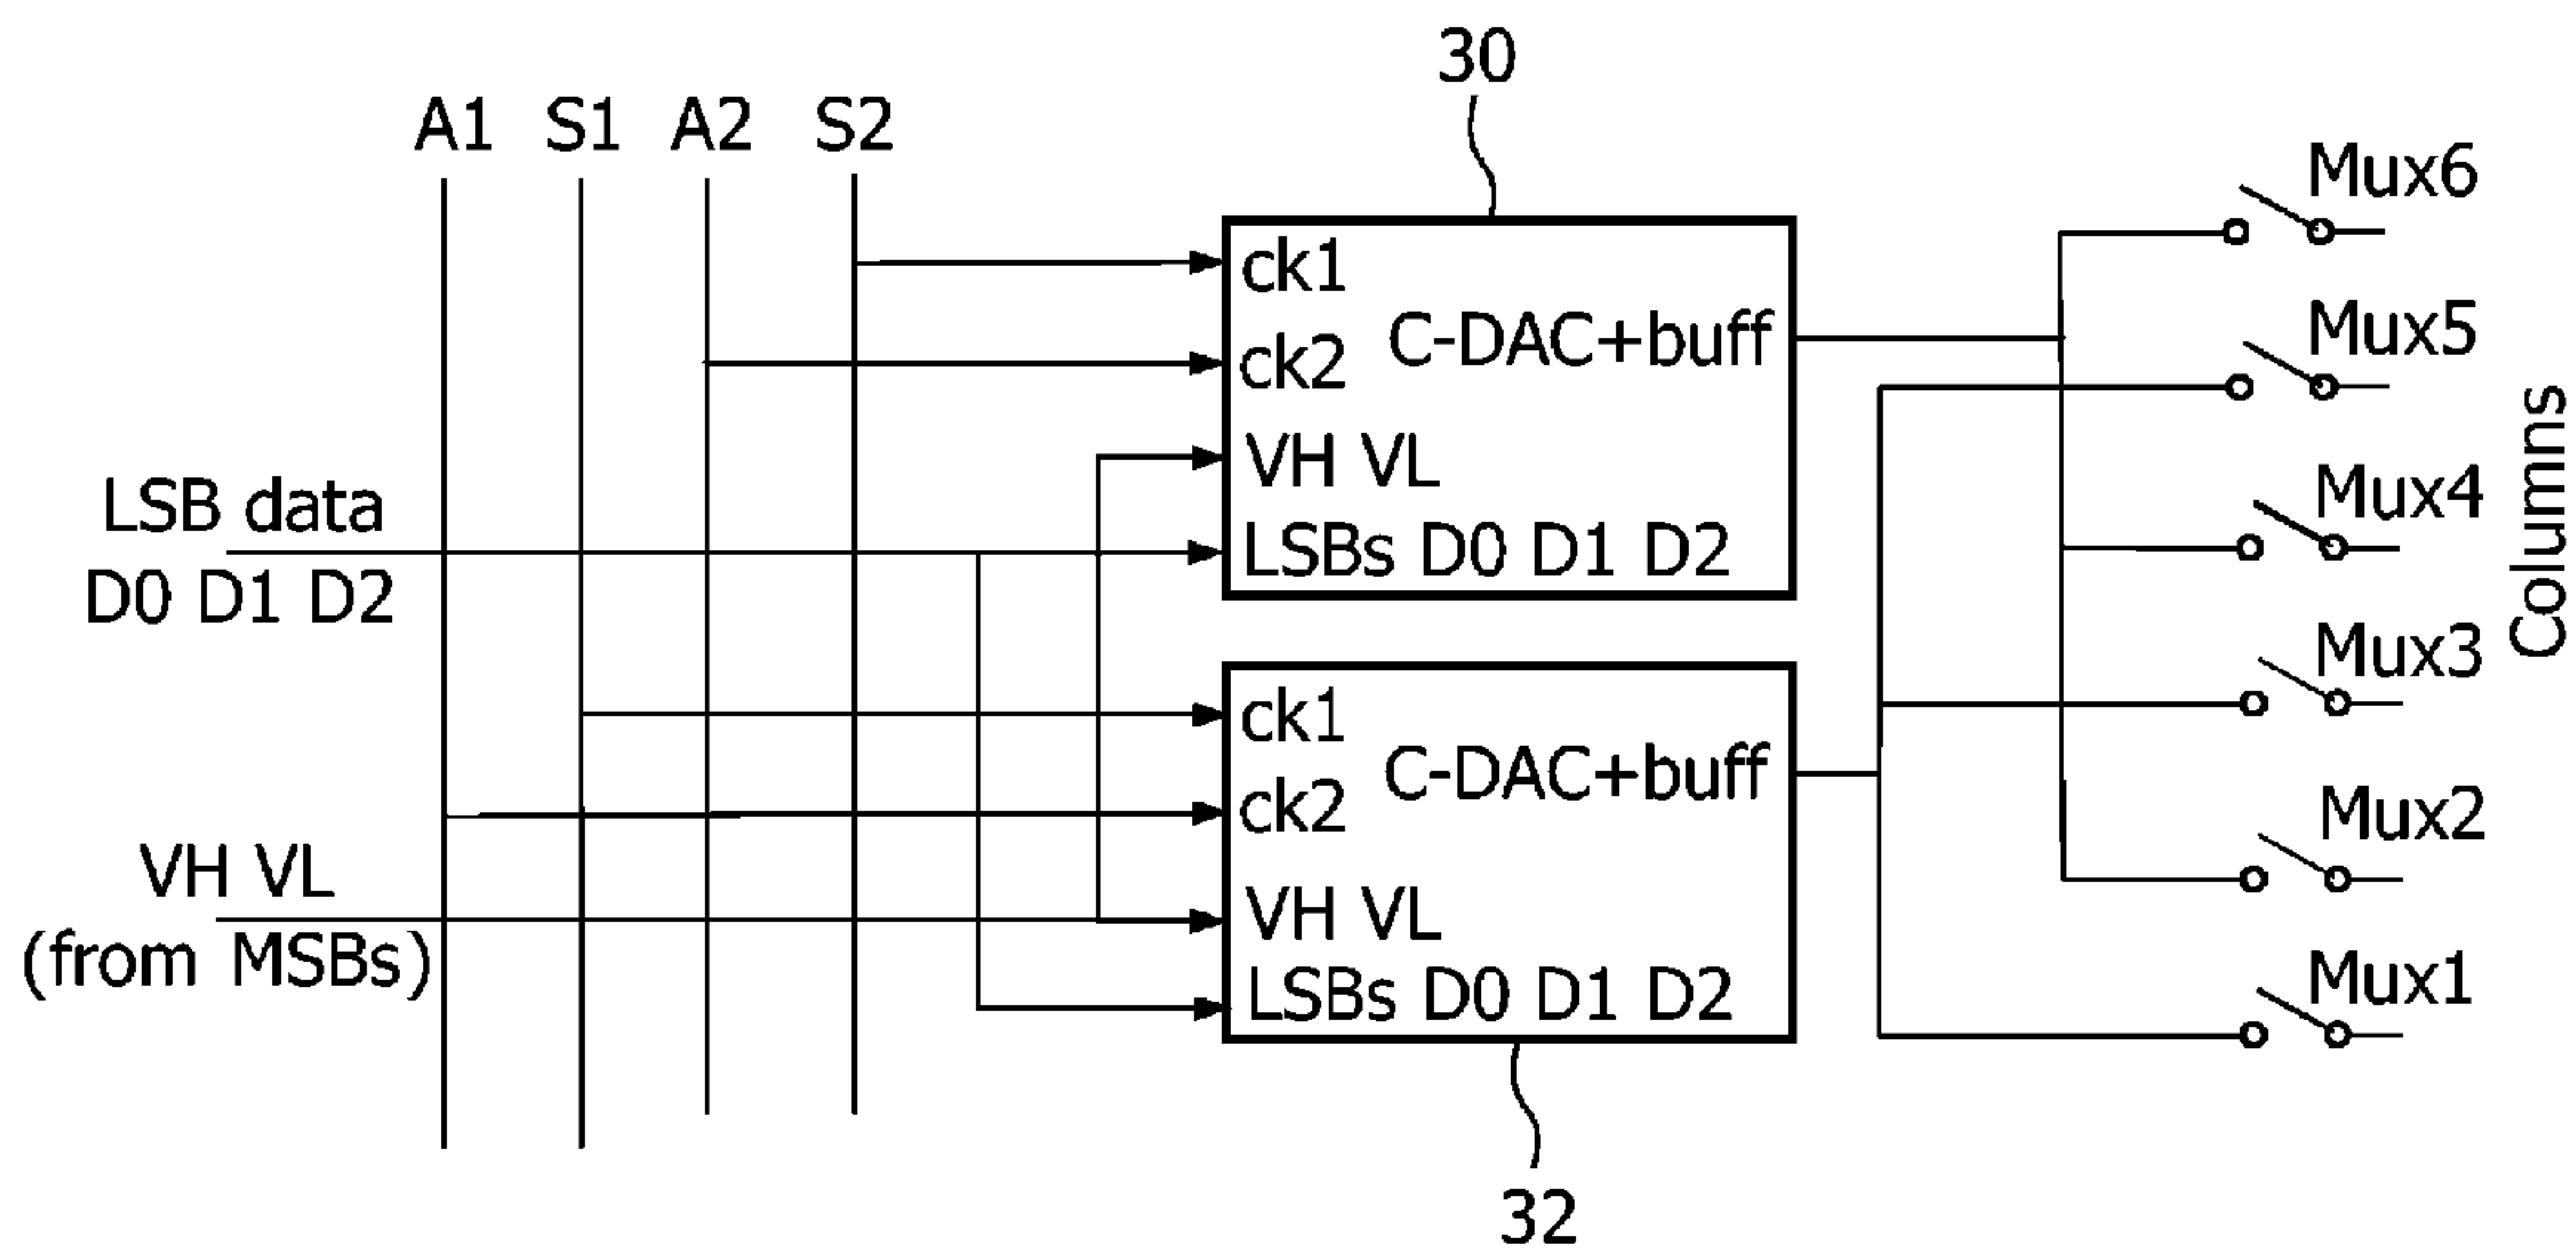 30
A1 S1 A2 S2
Mux6
ck1
C-DAC+buff
Mux5
ck2
VH VL
Mux4
LSB data
LSBs D0 D1 D2
D0 D1 D2
Columns
Mux3
ck1
C-DAC+buff
ck2
Mux2
VH VL
VH VL
(from MSBs)
LSBs D0 D1 D2
Mux1
32